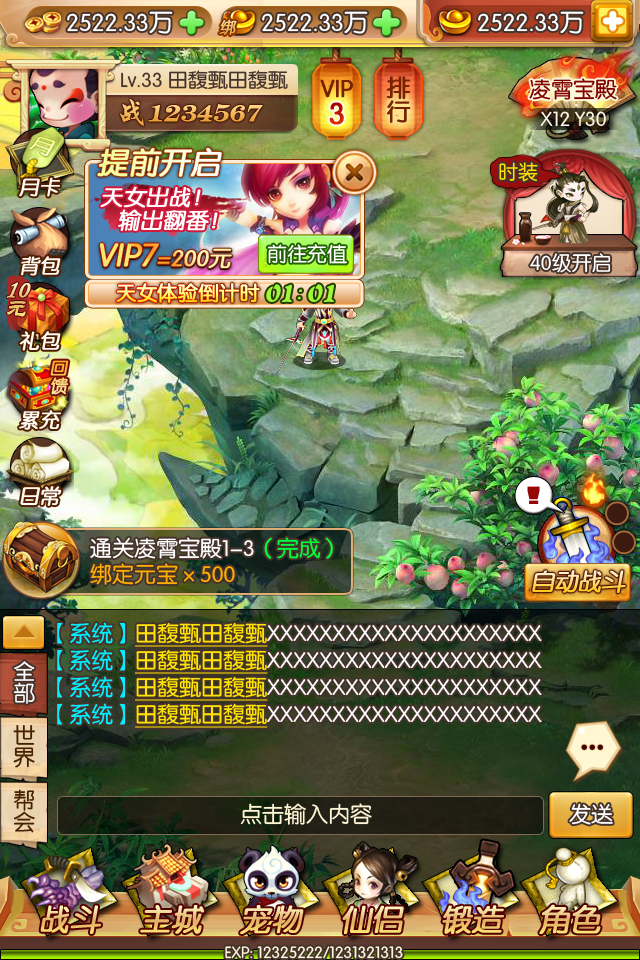 2522.33万
绑 2522.33万
2522.33万
Lv.33 田馥甄田馥甄
战 1234567
VIP 3
排行
凌霄宝殿
X12 Y30
月
月卡
提前开启
天女出战!
输出翻番!
VIP7=200元
前往充值
天女体验倒计时 01:01
时装
40级开启
背包
10元
礼包
回馈
累充
日常
通关凌霄宝殿1-3(完成)
绑定元宝×500
自动战斗
【系统】田馥甄田馥甄XXXXXXXXXXXXXXXXXXXXX
【系统】田馥甄田馥甄XXXXXXXXXXXXXXXXXXXXX
【系统】田馥甄田馥甄XXXXXXXXXXXXXXXXXXXXX
【系统】田馥甄田馥甄XXXXXXXXXXXXXXXXXXXXX
全部
世界
帮会
点击输入内容
发送
战斗 主城 宠物 仙侣 锻造 角色
EXP: 12325222/1231321313